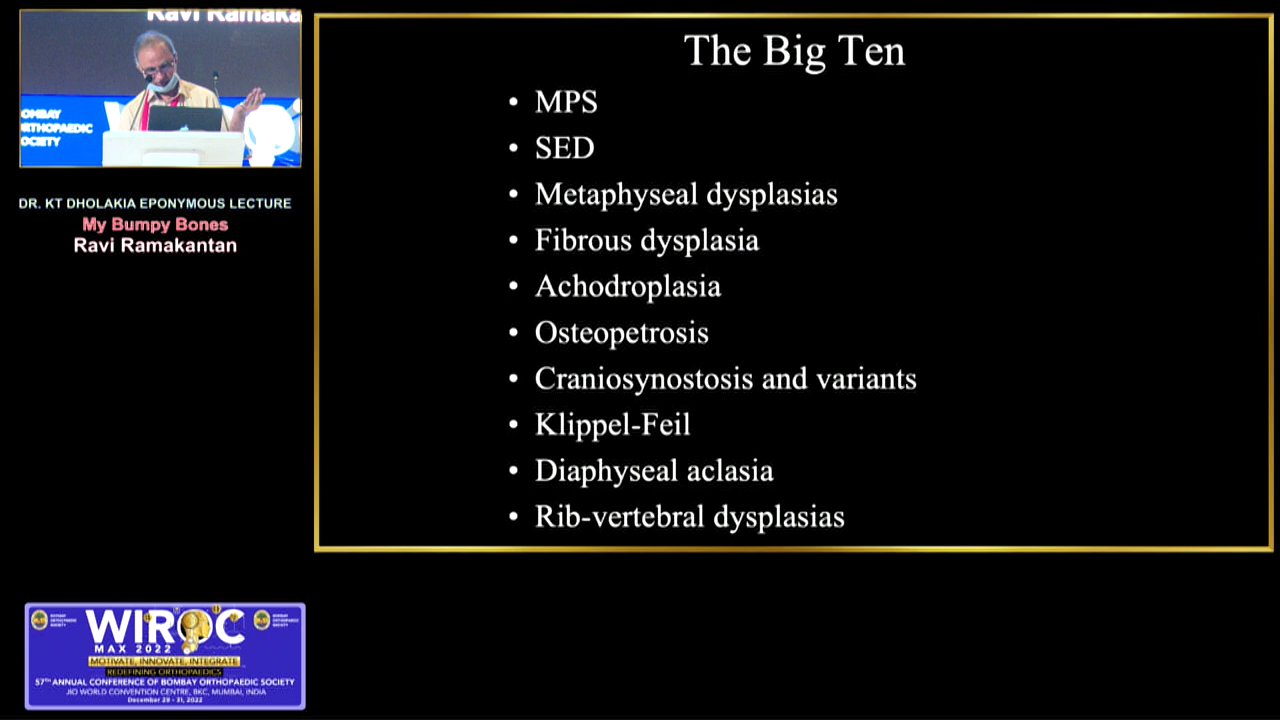 Ravi Ramaka
OMBAY
RTHOPAEDIC
OCIETY
DR. KT DHOLAKIA EPONYMOUS LECTURE
My Bumpy Bones
Ravi Ramakantan
The Big Ten
• MPS
• SED
• Metaphyseal dysplasias
• Fibrous dysplasia
• Achodroplasia
• Osteopetrosis
• Craniosynostosis and variants
• Klippel-Feil
• Diaphyseal aclasia
• Rib-vertebral dysplasias
WIROC
MAX 2022
MOTIVATE, INNOVATE, INTEGRATE
REDEFINING ORTHOPAEDICS
57TH ANNUAL CONFERENCE OF BOMBAY ORTHOPAEDIC SOCIETY
JIO WORLD CONVENTION CENTRE, BKC, MUMBAI, INDIA
December 29 - 31, 2022